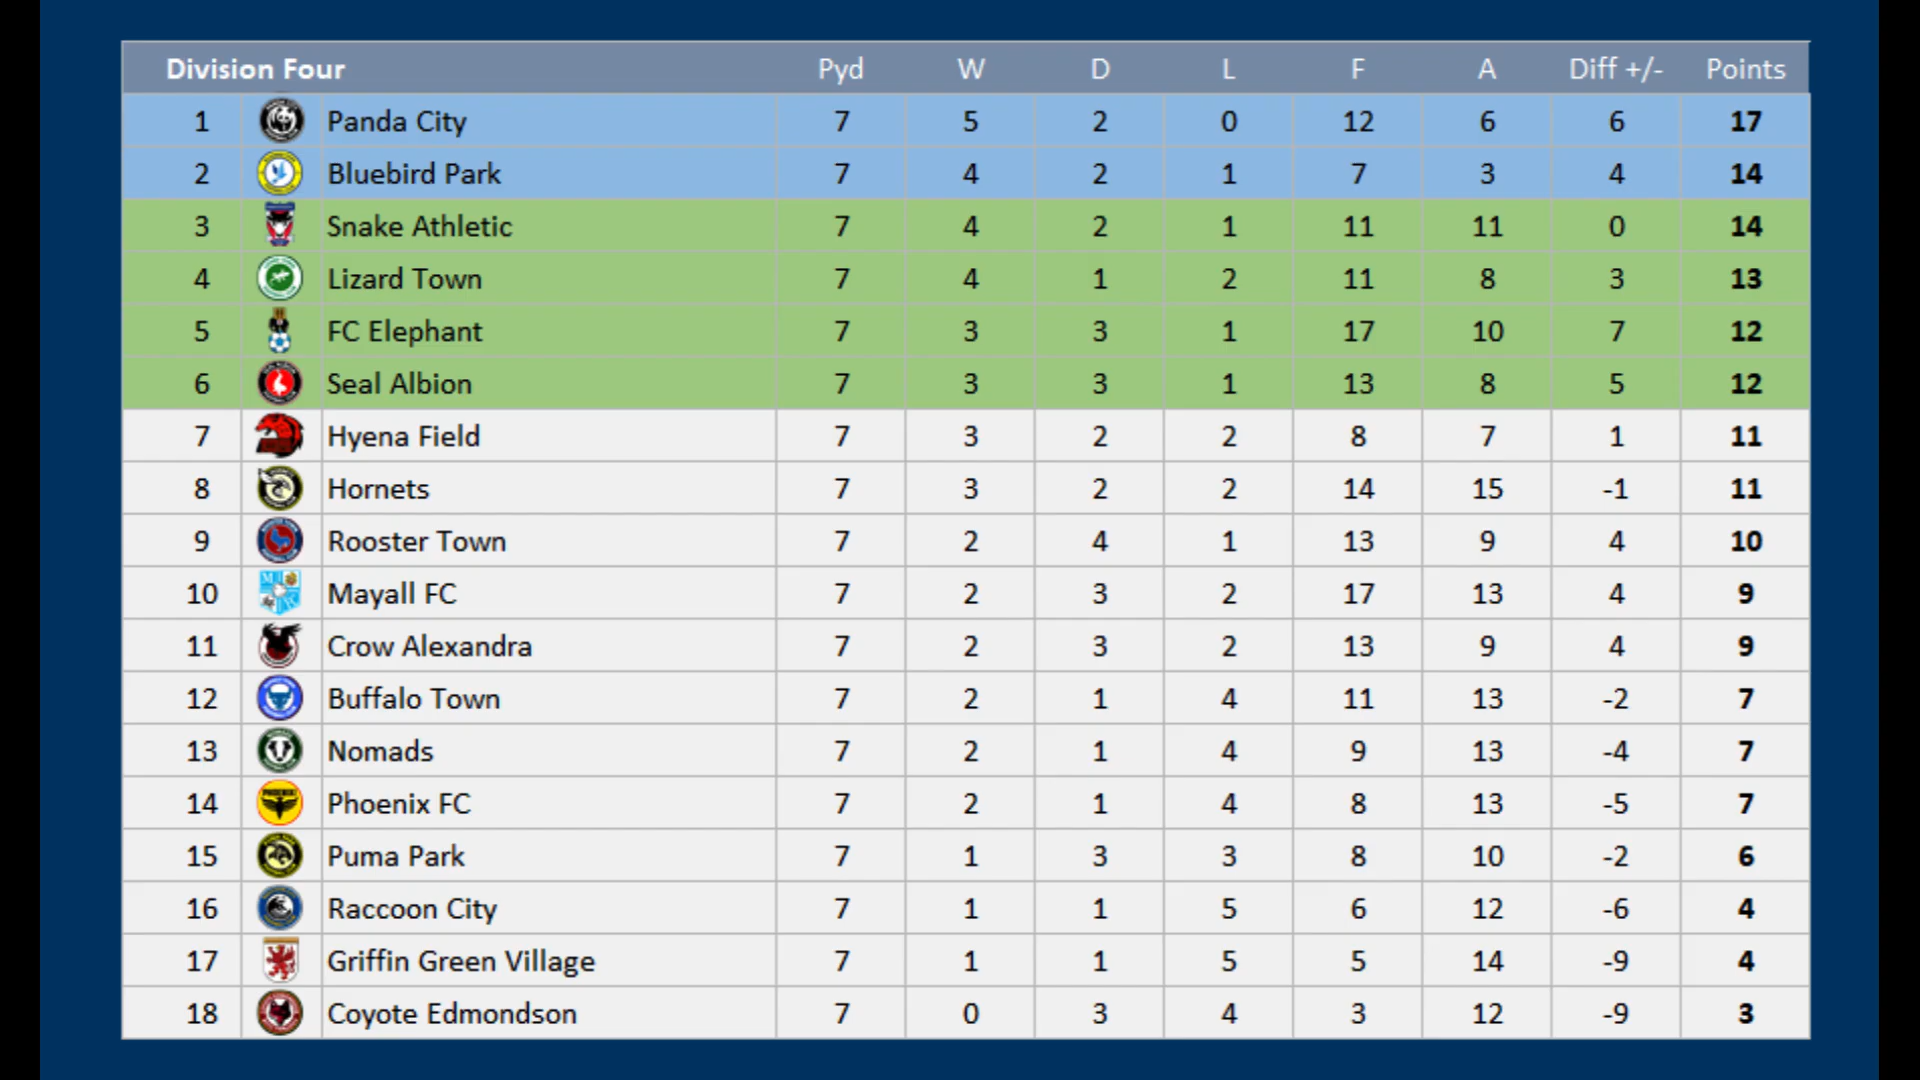 Division Four Pyd W D L F A Diff +/- Points
1 Panda City 7 5 2 0 12 6 6 17
2 Bluebird Park 7 4 2 1 7 3 4 14
3 Snake Athletic 7 4 2 1 11 11 0 14
4 Lizard Town 7 4 1 2 11 8 3 13
5 FC Elephant 7 3 3 1 17 10 7 12
6 Seal Albion 7 3 3 1 13 8 5 12
7 Hyena Field 7 3 2 2 8 7 1 11
8 Hornets 7 3 2 2 14 15 -1 11
9 Rooster Town 7 2 4 1 13 9 4 10
10 Mayall FC 7 2 3 2 17 13 4 9
11 Crow Alexandra 7 2 3 2 13 9 4 9
12 Buffalo Town 7 2 1 4 11 13 -2 7
13 Nomads 7 2 1 4 9 13 -4 7
14 Phoenix FC 7 2 1 4 8 13 -5 7
15 Puma Park 7 1 3 3 8 10 -2 6
16 Raccoon City 7 1 1 5 6 12 -6 4
17 Griffin Green Village 7 1 1 5 5 14 -9 4
18 Coyote Edmondson 7 0 3 4 3 12 -9 3